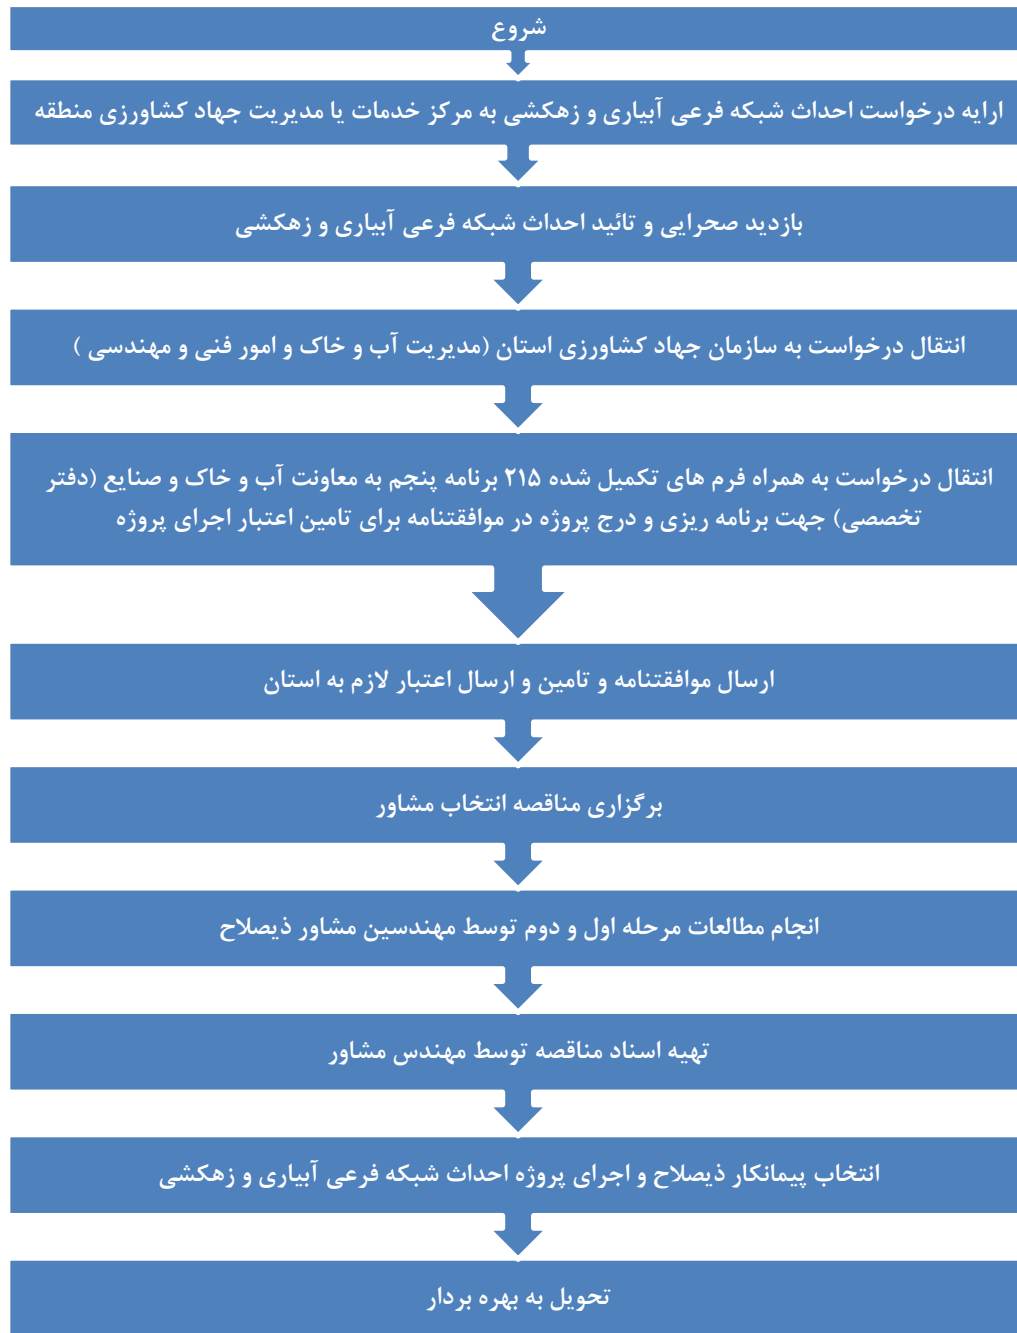 شروع
ارایه درخواست احداث شبکه فرعی آبیاری و زهکشی به مرکز خدمات یا مدیریت جهاد کشاورزی منطقه
بازدید صحرایی و تائید احداث شبکه فرعی آبیاری و زهکشی
انتقال درخواست به سازمان جهاد کشاورزی استان (مدیریت آب و خاک و امور فنی و مهندسی )
انتقال درخواست به همراه فرم های تکمیل شده ۲۱۵ برنامه پنجم به معاونت آب و خاک و صنایع (دفتر
تخصصی) جهت برنامه ریزی و درج پروژه در موافقتنامه برای تامین اعتبار اجرای پروژه
ارسال موافقتنامه و تامین و ارسال اعتبار لازم به استان
برگزاری مناقصه انتخاب مشاور
انجام مطالعات مرحله اول و دوم توسط مهندسین مشاور ذیصلاح
تهیه اسناد مناقصه توسط مهندس مشاور
انتخاب پیمانکار ذیصلاح و اجرای پروژه احداث شبکه فرعی آبیاری و زهکشی
تحویل به بهره بردار